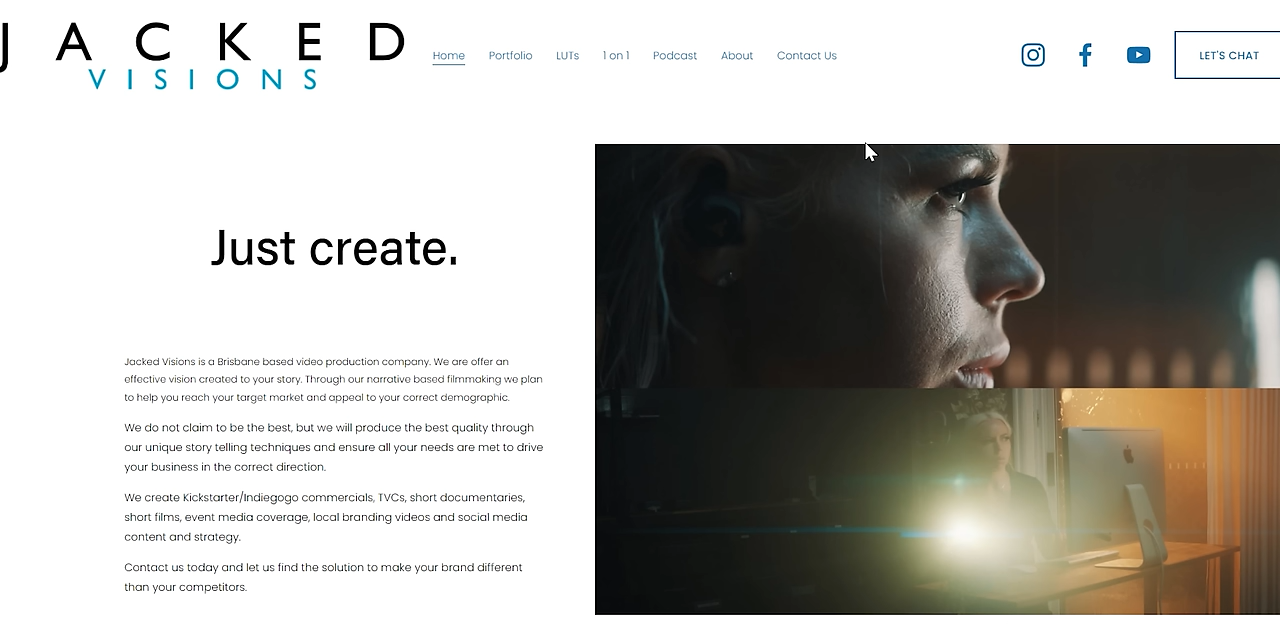 JACKED
VISIONS
Home Portfolio LUTs 1 on 1 Podcast About Contact Us
LET'S CHAT
Just create.
Jacked Visions is a Brisbane based video production company. We are offer an
effective vision created to your story. Through our narrative based filmmaking we plan
to help you reach your target market and appeal to your correct demographic.
We do not claim to be the best, but we will produce the best quality through
our unique story telling techniques and ensure all your needs are met to drive
your business in the correct direction.
We create Kickstarter/Indiegogo commercials, TVCs, short documentaries,
short films, event media coverage, local branding videos and social media
content and strategy.
Contact us today and let us find the solution to make your brand different
than your competitors.